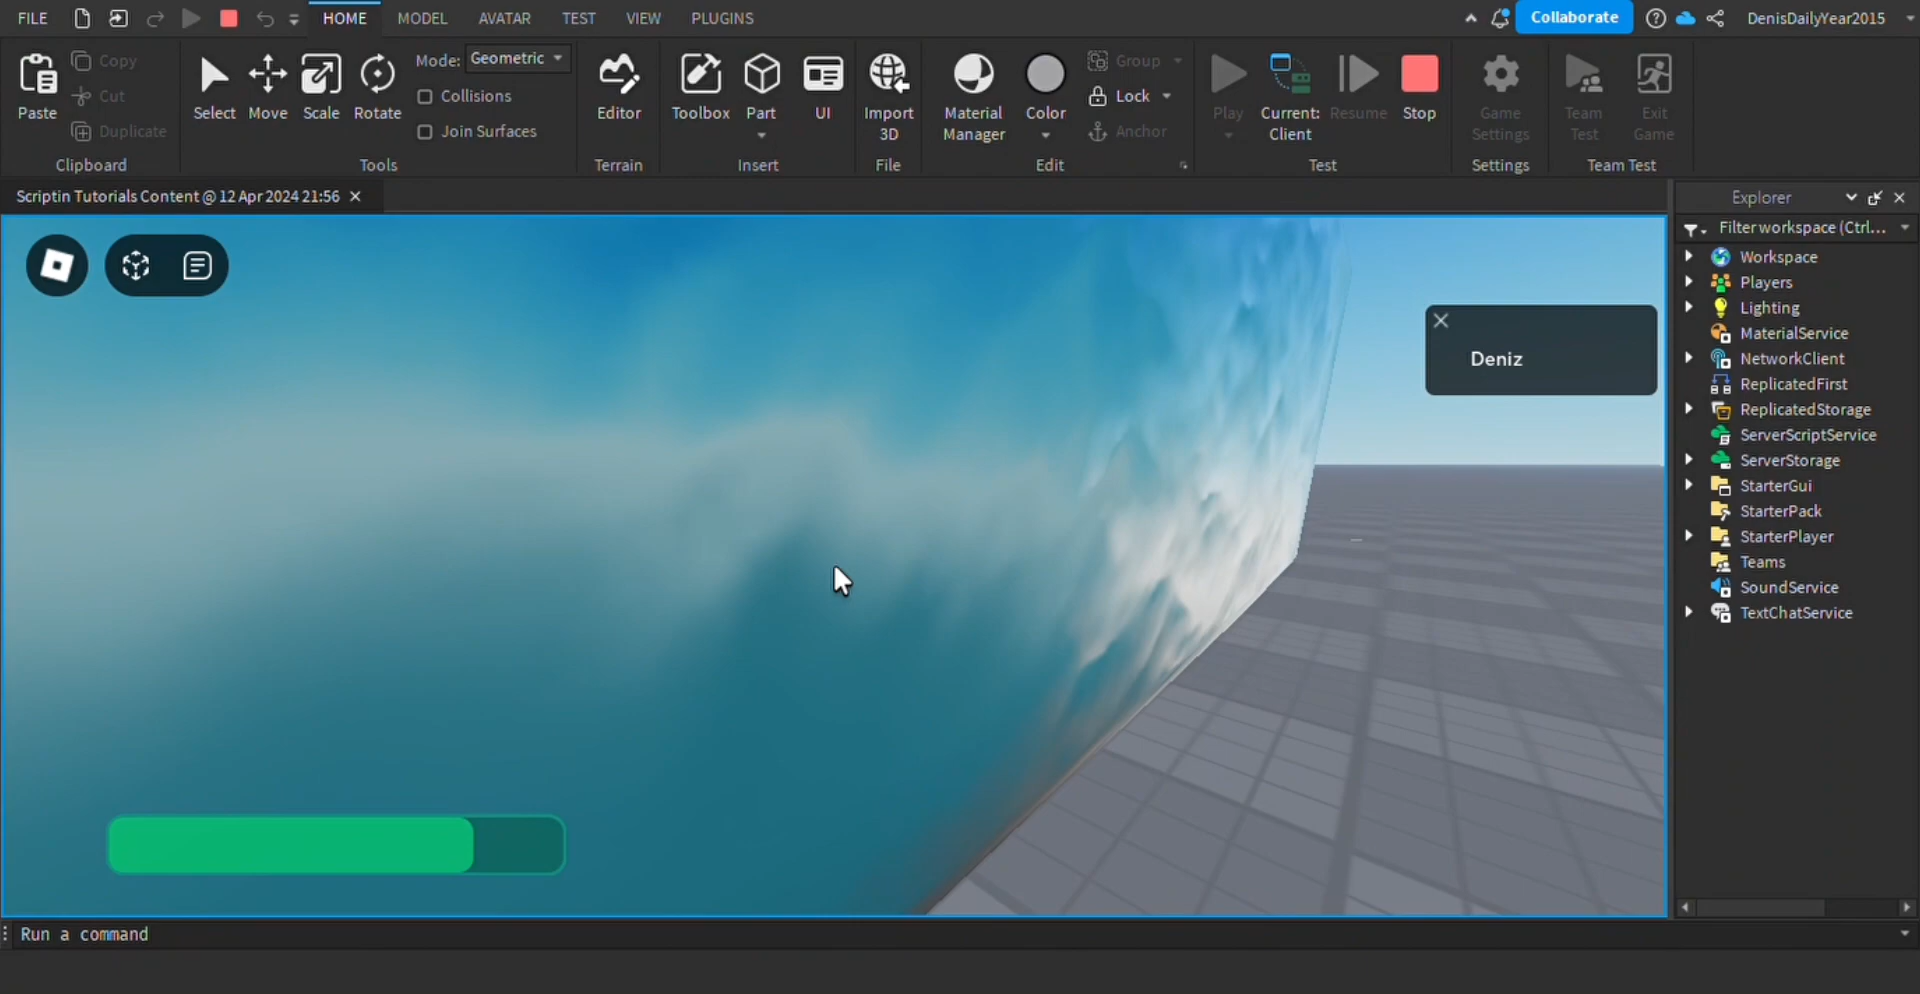 FILE HOME MODEL AVATAR TEST VIEW PLUGINS Collaborate DenisDailyYear2015
Paste
Copy
Cut
Duplicate
Clipboard
Select Move Scale Rotate
Mode: Geometric
Collisions
Join Surfaces
Tools
Editor
Terrain
Toolbox Part UI
Insert
Import
3D
File
Material
Manager
Color
Group
Lock
Anchor
Edit
Play
Current:
Client
Resume
Stop
Test
Game
Settings
Settings
Team
Test
Exit
Game
Team Test
Scriptin Tutorials Content @ 12 Apr 2024 21:56
Deniz
Explorer
Filter workspace (Ctrl...
Workspace
Players
Lighting
MaterialService
NetworkClient
ReplicatedFirst
ReplicatedStorage
ServerScriptService
ServerStorage
StarterGui
StarterPack
StarterPlayer
Teams
SoundService
TextChatService
Run a command